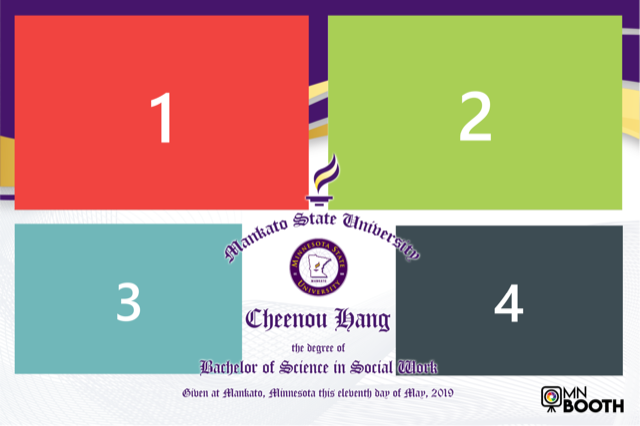 1
2
Mankato State University
MINNESOTA STATE
MANKATO
UNIVERSITY
3
4
Cheenou Hang
the degree of
Bachelor of Science in Social Work
Given at Mankato, Minnesota this eleventh day of May, 2019
MN
BOOTH